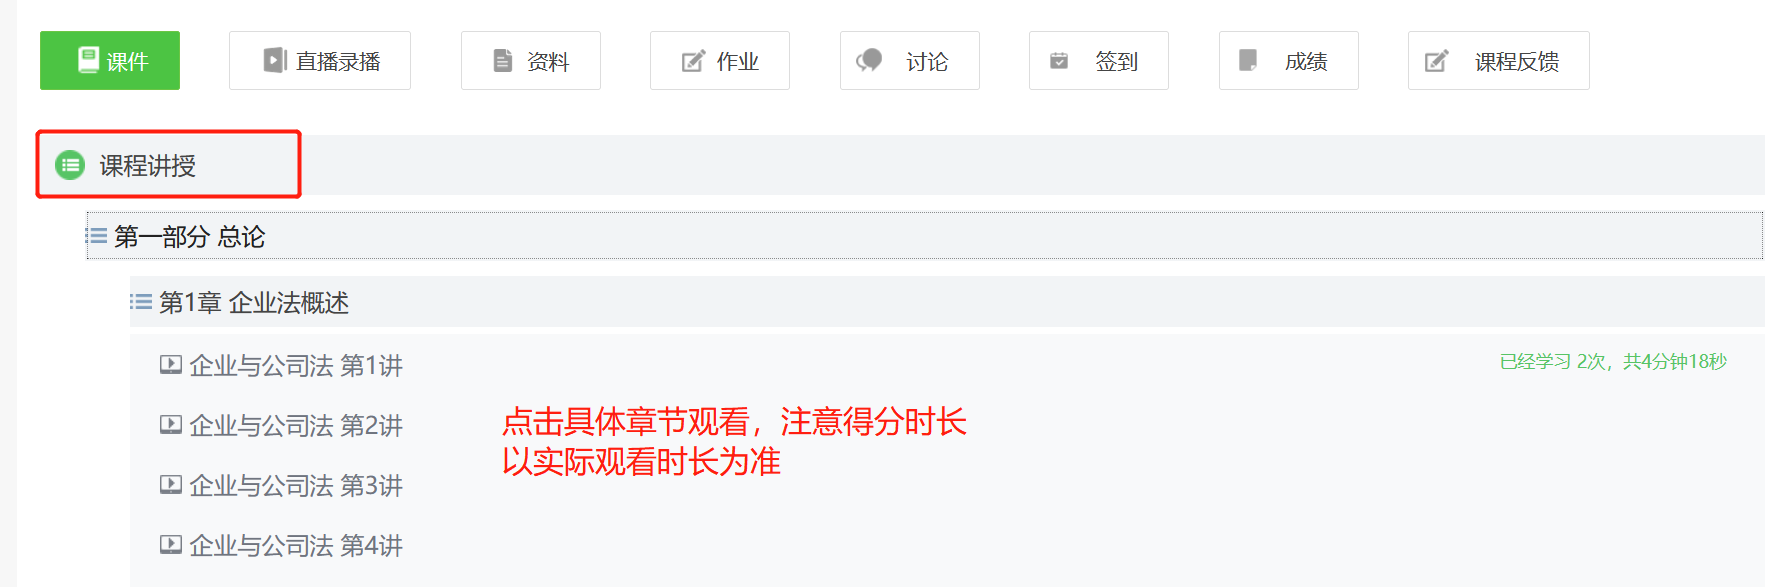 课件 直播录播 资料 作业 讨论 签到 成绩 课程反馈
课程讲授
第一部分 总论
第1章 企业法概述
企业与公司法 第1讲 已经学习 2次，共4分钟18秒
企业与公司法 第2讲
点击具体章节观看，注意得分时长
以实际观看时长为准
企业与公司法 第3讲
企业与公司法 第4讲